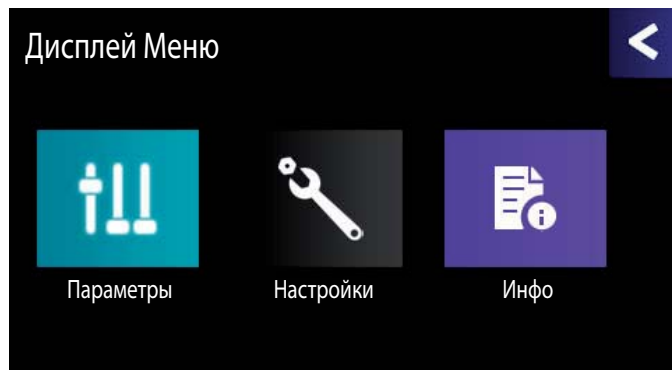 Дисплей Меню
Параметры
Настройки
Инфо